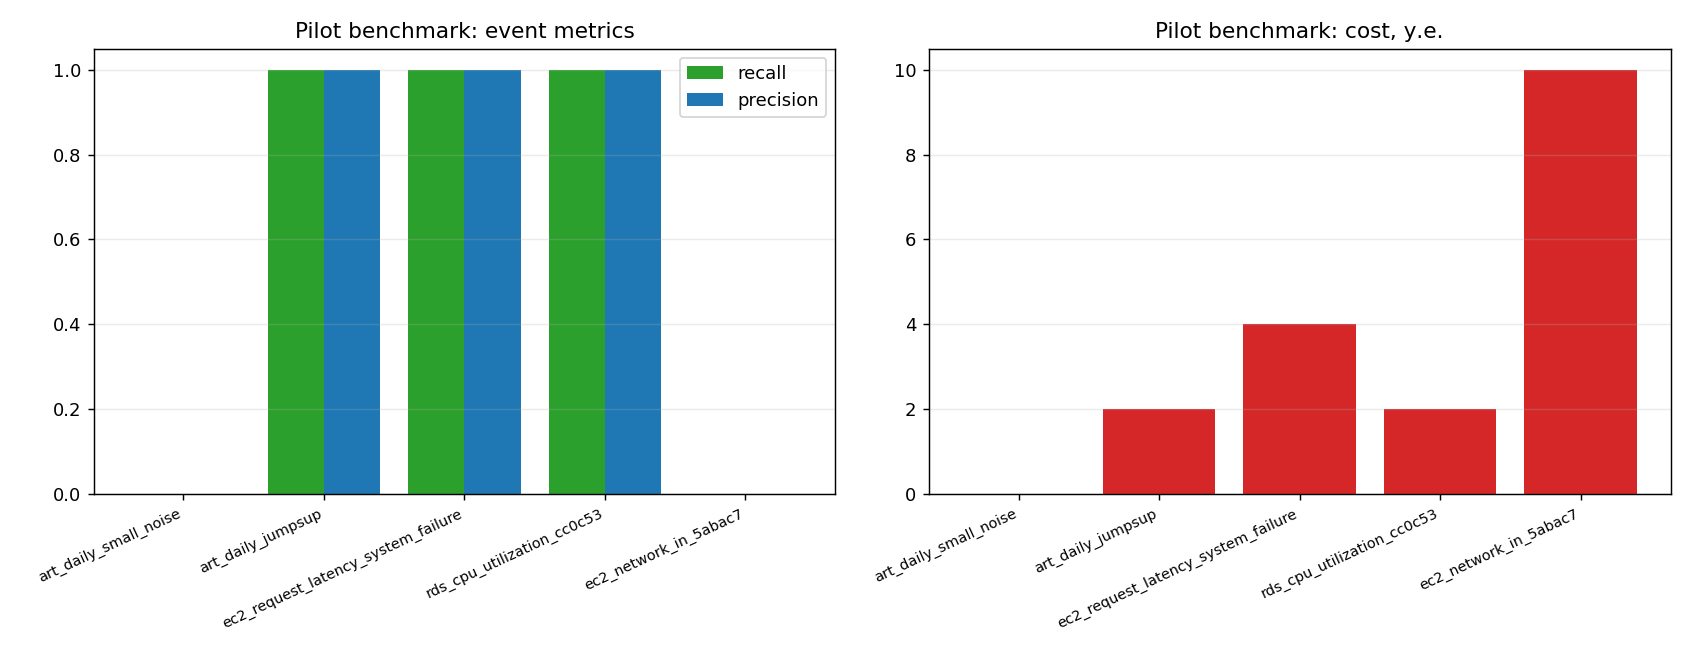 Pilot benchmark: event metrics
1.0
0.8
0.6
0.4
0.2
0.0
recall
precision
art_daily_small_noise
art_daily_jumpsup
ec2_request_latency_system_failure
rds_cpu_utilization_cc0c53
ec2_network_in_5abac7
Pilot benchmark: cost, y.e.
10
8
6
4
2
0
art_daily_small_noise
art_daily_jumpsup
ec2_request_latency_system_failure
rds_cpu_utilization_cc0c53
ec2_network_in_5abac7